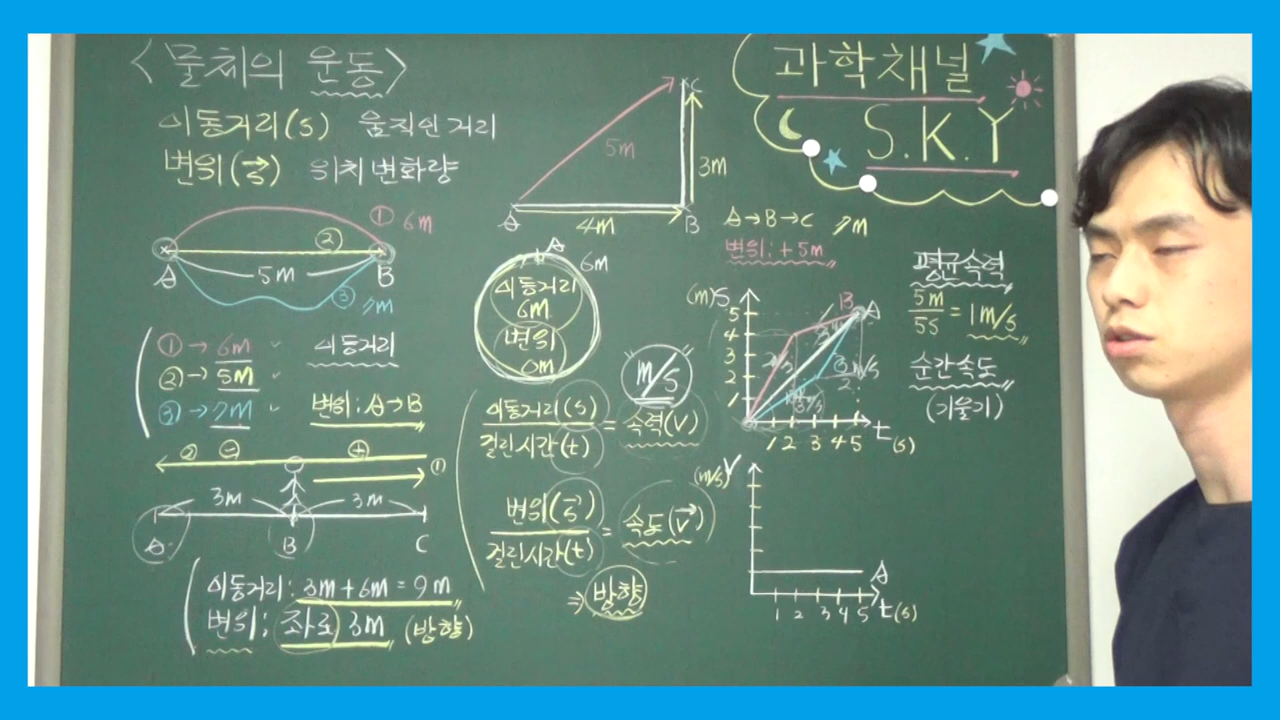 <물체의 운동>
이동거리(s) 움직인 거리
변위(s) 위치 변화량
① 6m
②
A 5m B
③ 7m
① → 6m 이동거리
② → 5m
③ → 7m 변위: A→B
② ⊖ ⊕ ①
3m 3m
A B C
이동거리: 3m + 6m = 9m
변위: 좌로 3m (방향)
C
5m
3m
A 4m B
A→B→C 7m
변위: +5m
A
6m
이동거리
6m
변위
0m
m/s
이동거리(s)
걸린시간(t)
= 속력(v)
변위(s)
걸린시간(t)
= 속도(v)
⇒ 방향
과학채널
S.K.Y
(m) S
B A
5
4
3
2
1
1 2 3 4 5 t(s)
평균속력
5m
5s
= 1m/s
순간속도
(기울기)
(m/s) V
A
1 2 3 4 5 t(s)